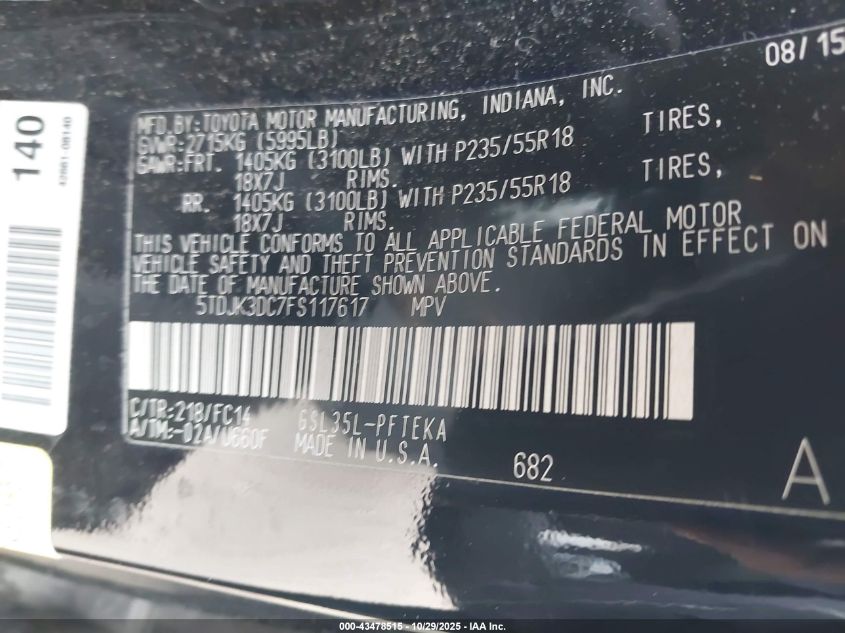 08/15
MFD.BY:TOYOTA MOTOR MANUFACTURING, INDIANA, INC.
GVWR:2715KG (5995LB)
GAWR:FRT. 1405KG (3100LB) WITH P235/55R18 TIRES,
18X7J RIMS.
RR. 1405KG (3100LB) WITH P235/55R18 TIRES,
18X7J RIMS.
THIS VEHICLE CONFORMS TO ALL APPLICABLE FEDERAL MOTOR
VEHICLE SAFETY AND THEFT PREVENTION STANDARDS IN EFFECT ON
THE DATE OF MANUFACTURE SHOWN ABOVE.
5TDJK3DC7FS117617 MPV
C/TR:218/FC14 GSL35L-PFTEKA
A/TM:-02A/U660F MADE IN U.S.A.
682
A
140
42661-08140
000-43478515 - 10/29/2025 - IAA Inc.